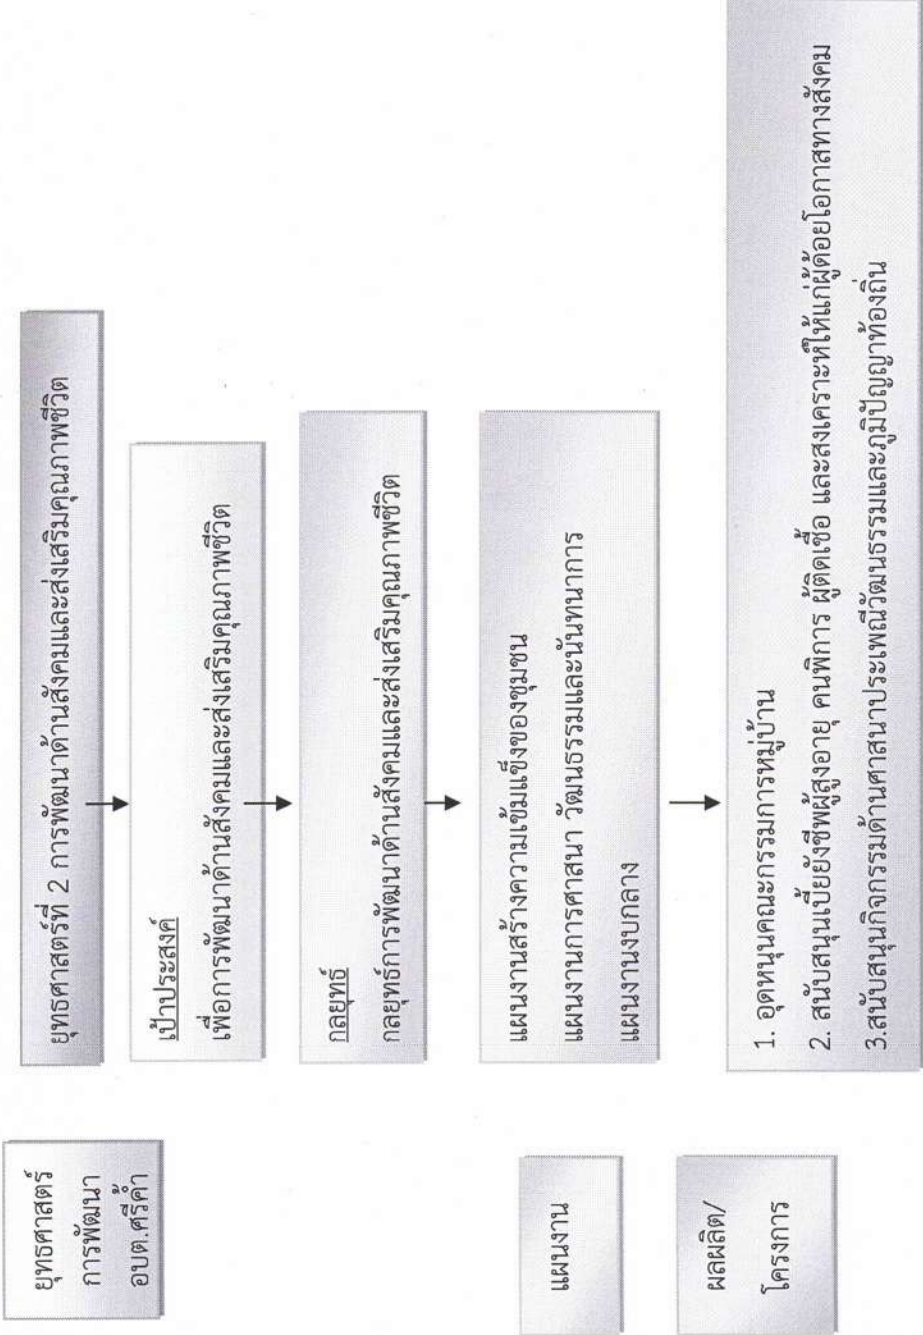 ยุทธศาสตร์
การพัฒนา
อบต.ศรีค้ำ
ยุทธศาสตร์ที่ 2 การพัฒนาด้านสังคมและส่งเสริมคุณภาพชีวิต
เป้าประสงค์
เพื่อการพัฒนาด้านสังคมและส่งเสริมคุณภาพชีวิต
กลยุทธ์
กลยุทธ์การพัฒนาด้านสังคมและส่งเสริมคุณภาพชีวิต
แผนงาน
แผนงานสร้างความเข้มแข็งของชุมชน
แผนงานการศาสนา วัฒนธรรมและนันทนาการ
แผนงานงบกลาง
ผลผลิต/
โครงการ
1. อุดหนุนคณะกรรมการหมู่บ้าน
2. สนับสนุนเบี้ยยังชีพผู้สูงอายุ คนพิการ ผู้ติดเชื้อ และสงเคราะห์ให้แก่ผู้ด้อยโอกาสทางสังคม
3.สนับสนุนกิจกรรมด้านศาสนาประเพณีวัฒนธรรมและภูมิปัญญาท้องถิ่น